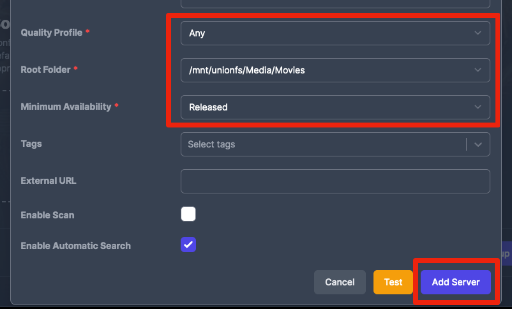 Quality Profile *
Any
Root Folder *
/mnt/unionfs/Media/Movies
Minimum Availability *
Released
Tags
Select tags
External URL
Enable Scan
Enable Automatic Search
Cancel
Test
Add Server